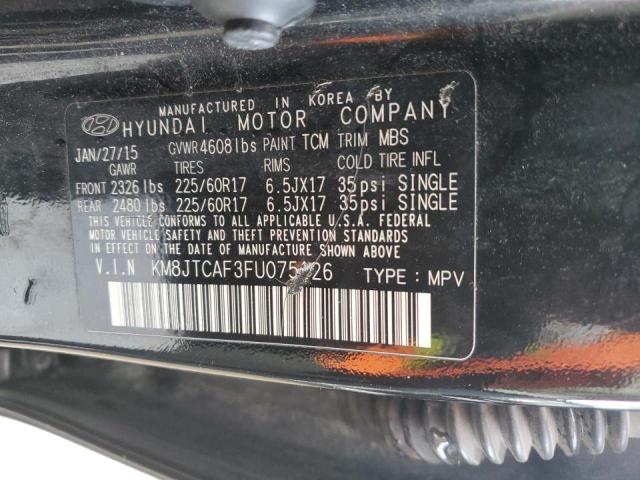 MANUFACTURED IN KOREA BY
HYUNDAI MOTOR COMPANY
JAN/27/15 GVWR 4608 lbs PAINT TCM TRIM MBS
GAWR TIRES RIMS COLD TIRE INFL
FRONT 2326 lbs 225/60R17 6.5JX17 35psi SINGLE
REAR 2480 lbs 225/60R17 6.5JX17 35psi SINGLE
THIS VEHICLE CONFORMS TO ALL APPLICABLE U.S.A. FEDERAL
MOTOR VEHICLE SAFETY AND THEFT PREVENTION STANDARDS
IN EFFECT ON THE DATE OF MANUFACTURE SHOWN ABOVE.
V.I.N TYPE : MPV